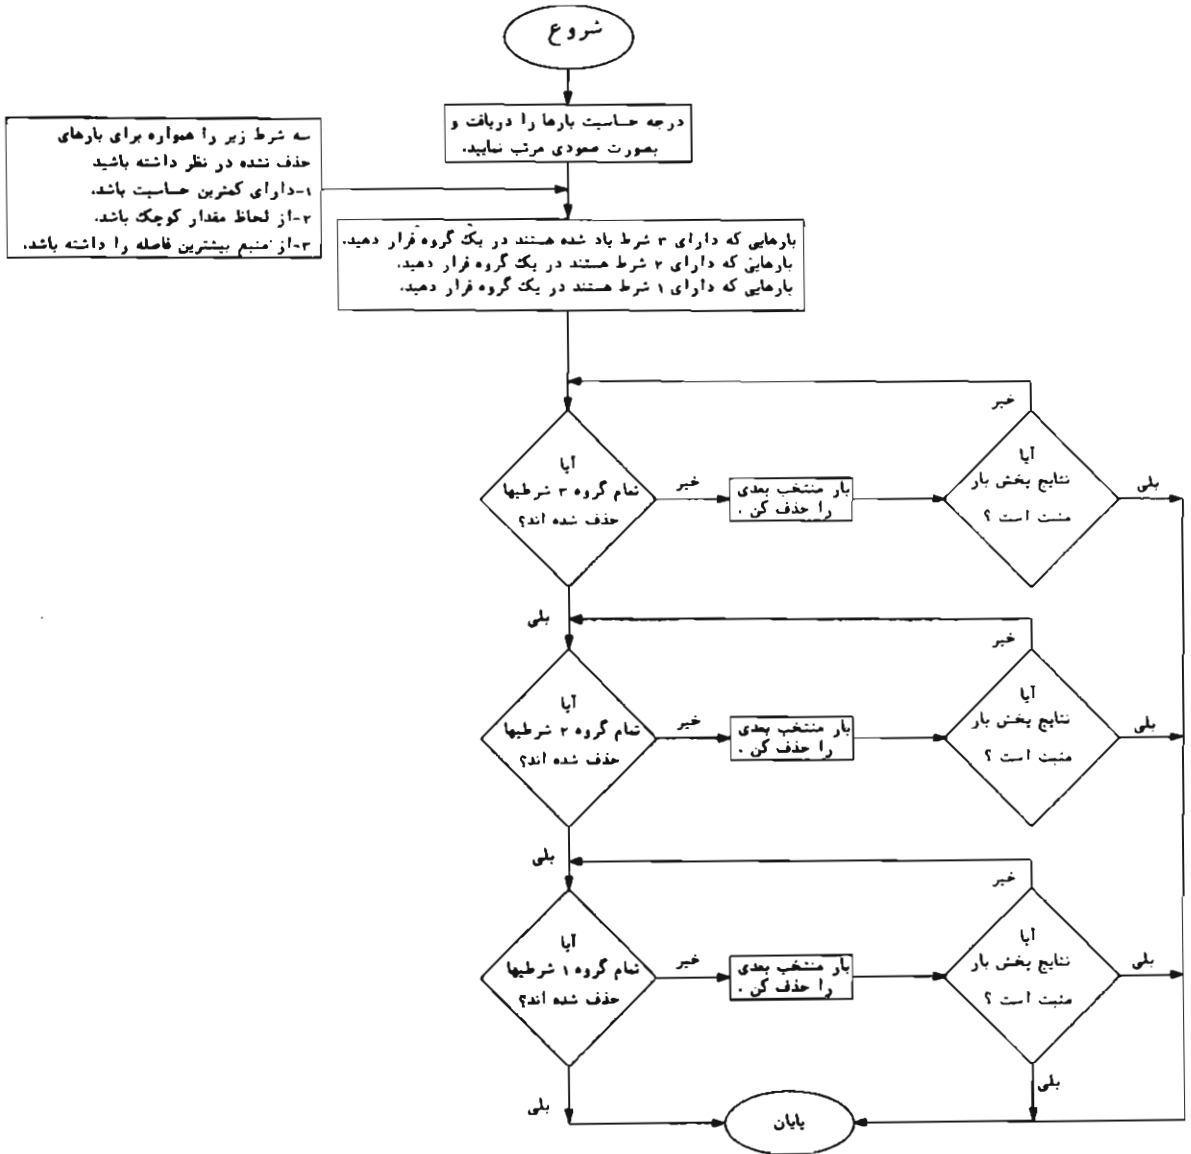 شروع
درجه حساسیت بارها را دریافت و
بصورت صعودی مرتب نمایید.
سه شرط زیر را همواره برای بارهای
حذف نشده در نظر داشته باشید
۱-دارای کمترین حساسیت باشد.
۲-از لحاظ مقدار کوچک باشد.
۳-از منبع بیشترین فاصله را داشته باشد.
بارهایی که دارای ۳ شرط یاد شده هستند در یک گروه قرار دهید.
بارهایی که دارای ۲ شرط هستند در یک گروه قرار دهید.
بارهایی که دارای ۱ شرط هستند در یک گروه قرار دهید.
خیر
آیا
تمام گروه ۳ شرطیها
حذف شده اند؟
خیر
بار منتخب بعدی
را حذف کن .
آیا
نتایج پخش بار
مثبت است ؟
بلی
بلی
خیر
آیا
تمام گروه ۲ شرطیها
حذف شده اند؟
خیر
بار منتخب بعدی
را حذف کن .
آیا
نتایج پخش بار
مثبت است ؟
بلی
بلی
خیر
آیا
تمام گروه ۱ شرطیها
حذف شده اند؟
خیر
بار منتخب بعدی
را حذف کن .
آیا
نتایج پخش بار
مثبت است ؟
بلی
بلی
بلی
پایان